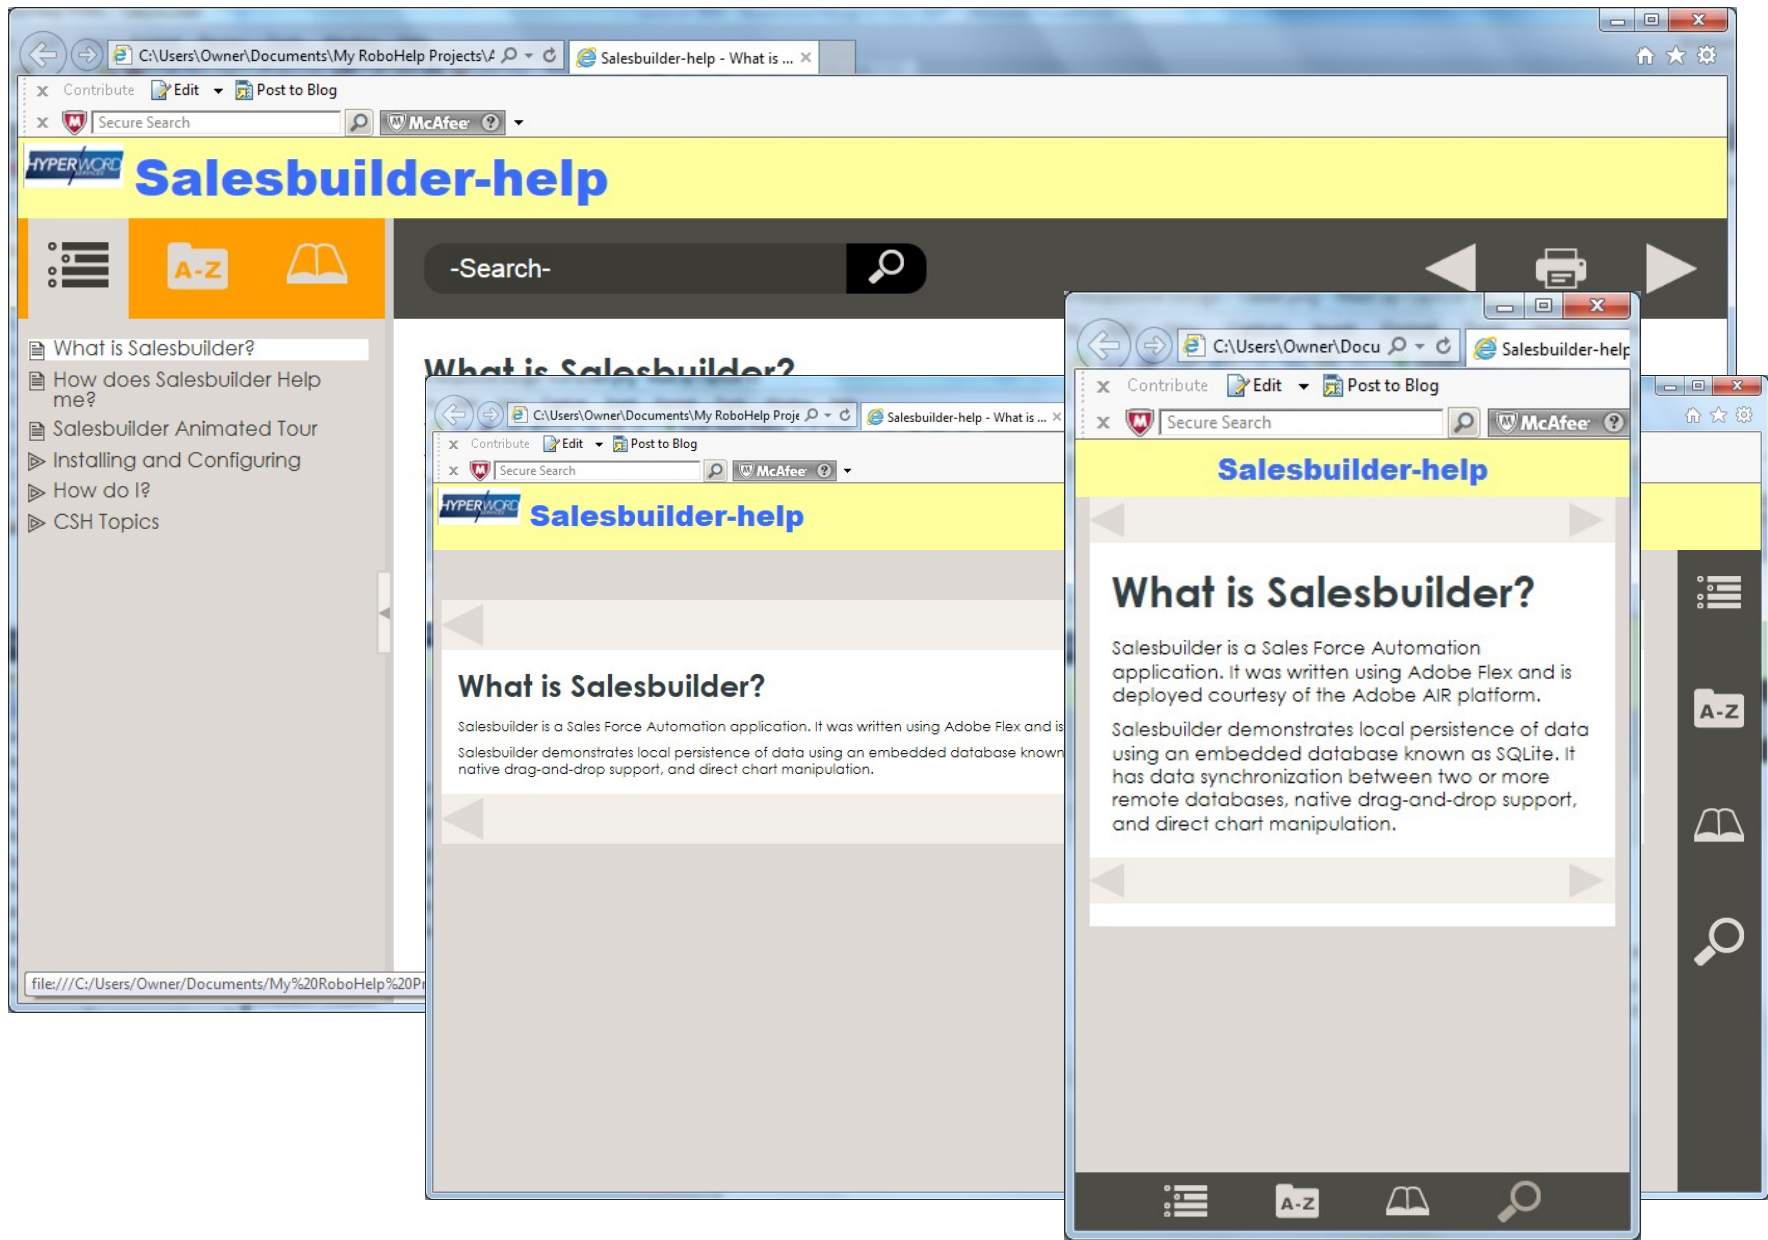 C:\Users\Owner\Documents\My RoboHelp Projects\A
Salesbuilder-help - What is ...
x Contribute Edit Post to Blog
x Secure Search McAfee ?
HYPERWORD SERVICES
Salesbuilder-help
A-Z
-Search-
What is Salesbuilder?
How does Salesbuilder Help
me?
Salesbuilder Animated Tour
Installing and Configuring
How do I?
CSH Topics
What is Salesbuilder?
file:///C:/Users/Owner/Documents/My%20RoboHelp%20Pr
C:\Users\Owner\Documents\My RoboHelp Proje
Salesbuilder-help - What is ...
x Contribute Edit Post to Blog
x Secure Search McAfee ?
HYPERWORD
Salesbuilder-help
What is Salesbuilder?
Salesbuilder is a Sales Force Automation application. It was written using Adobe Flex and is
Salesbuilder demonstrates local persistence of data using an embedded database known
native drag-and-drop support, and direct chart manipulation.
A-Z
C:\Users\Owner\Docu
Salesbuilder-help
x Contribute Edit Post to Blog
x Secure Search McAfee ?
Salesbuilder-help
What is Salesbuilder?
Salesbuilder is a Sales Force Automation
application. It was written using Adobe Flex and is
deployed courtesy of the Adobe AIR platform.
Salesbuilder demonstrates local persistence of data
using an embedded database known as SQLite. It
has data synchronization between two or more
remote databases, native drag-and-drop support,
and direct chart manipulation.
A-Z